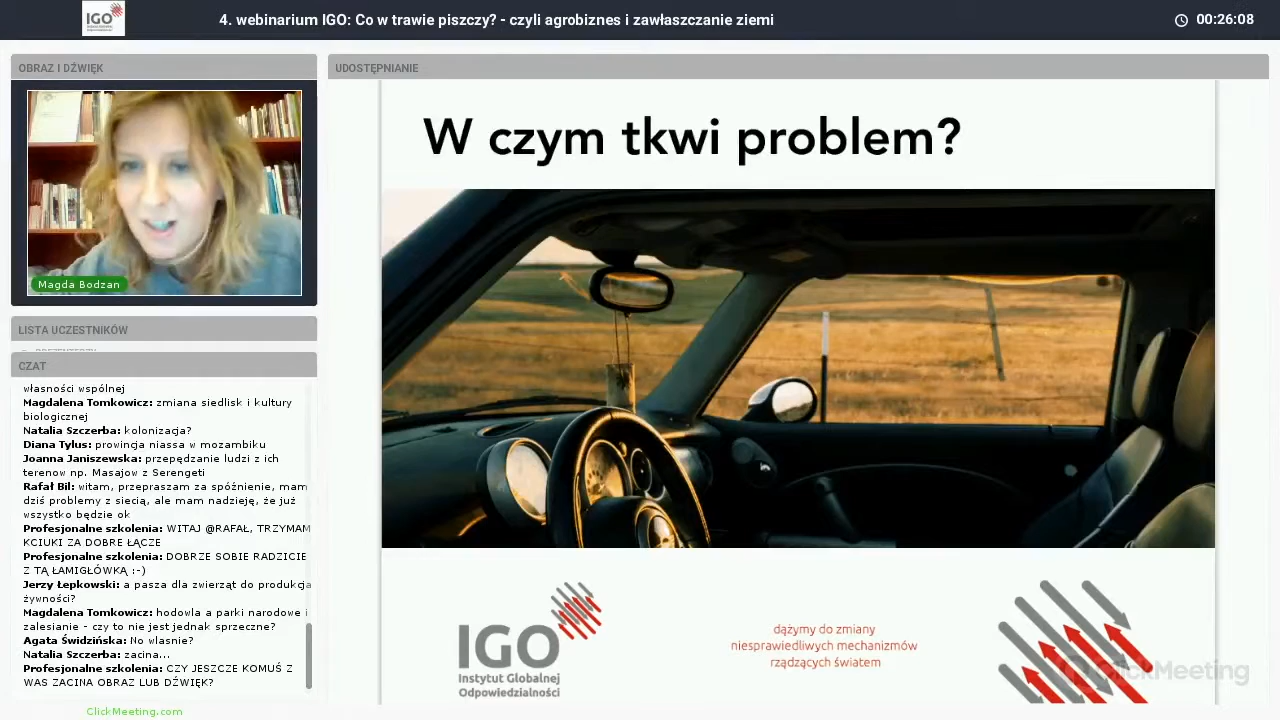 IGO
4. webinarium IGO: Co w trawie piszczy? - czyli agrobiznes i zawłaszczanie ziemi
00:26:08
OBRAZ I DŹWIĘK
Magda Bodzan
LISTA UCZESTNIKÓW
CZAT
własności wspólnej
Magdalena Tomkowicz: zmiana siedlisk i kultury
biologicznej
Natalia Szczerba: kolonizacja?
Diana Tylus: prowincja niassa w mozambiku
Joanna Janiszewska: przepędzanie ludzi z ich
terenow np. Masajow z Serengeti
Rafał Bil: witam, przepraszam za spóźnienie, mam
dziś problemy z siecią, ale mam nadzieję, że już
wszystko będzie ok
Profesjonalne szkolenia: WITAJ @RAFAŁ, TRZYMAM
KCIUKI ZA DOBRE ŁĄCZE
Profesjonalne szkolenia: DOBRZE SOBIE RADZICIE
Z TĄ ŁAMIGŁÓWKĄ :-)
Jerzy Łepkowski: a pasza dla zwierząt do produkcja
żywności?
Magdalena Tomkowicz: hodowla a parki narodowe i
zalesianie - czy to nie jest jednak sprzeczne?
Agata Świdzińska: No wlasnie?
Natalia Szczerba: zacina...
Profesjonalne szkolenia: CZY JESZCZE KOMUŚ Z
WAS ZACINA OBRAZ LUB DŹWIĘK?
ClickMeeting.com
UDOSTĘPNIANIE
W czym tkwi problem?
IGO
Instytut Globalnej
Odpowiedzialności
dążymy do zmiany
niesprawiedliwych mechanizmów
rządzących światem
ClickMeeting